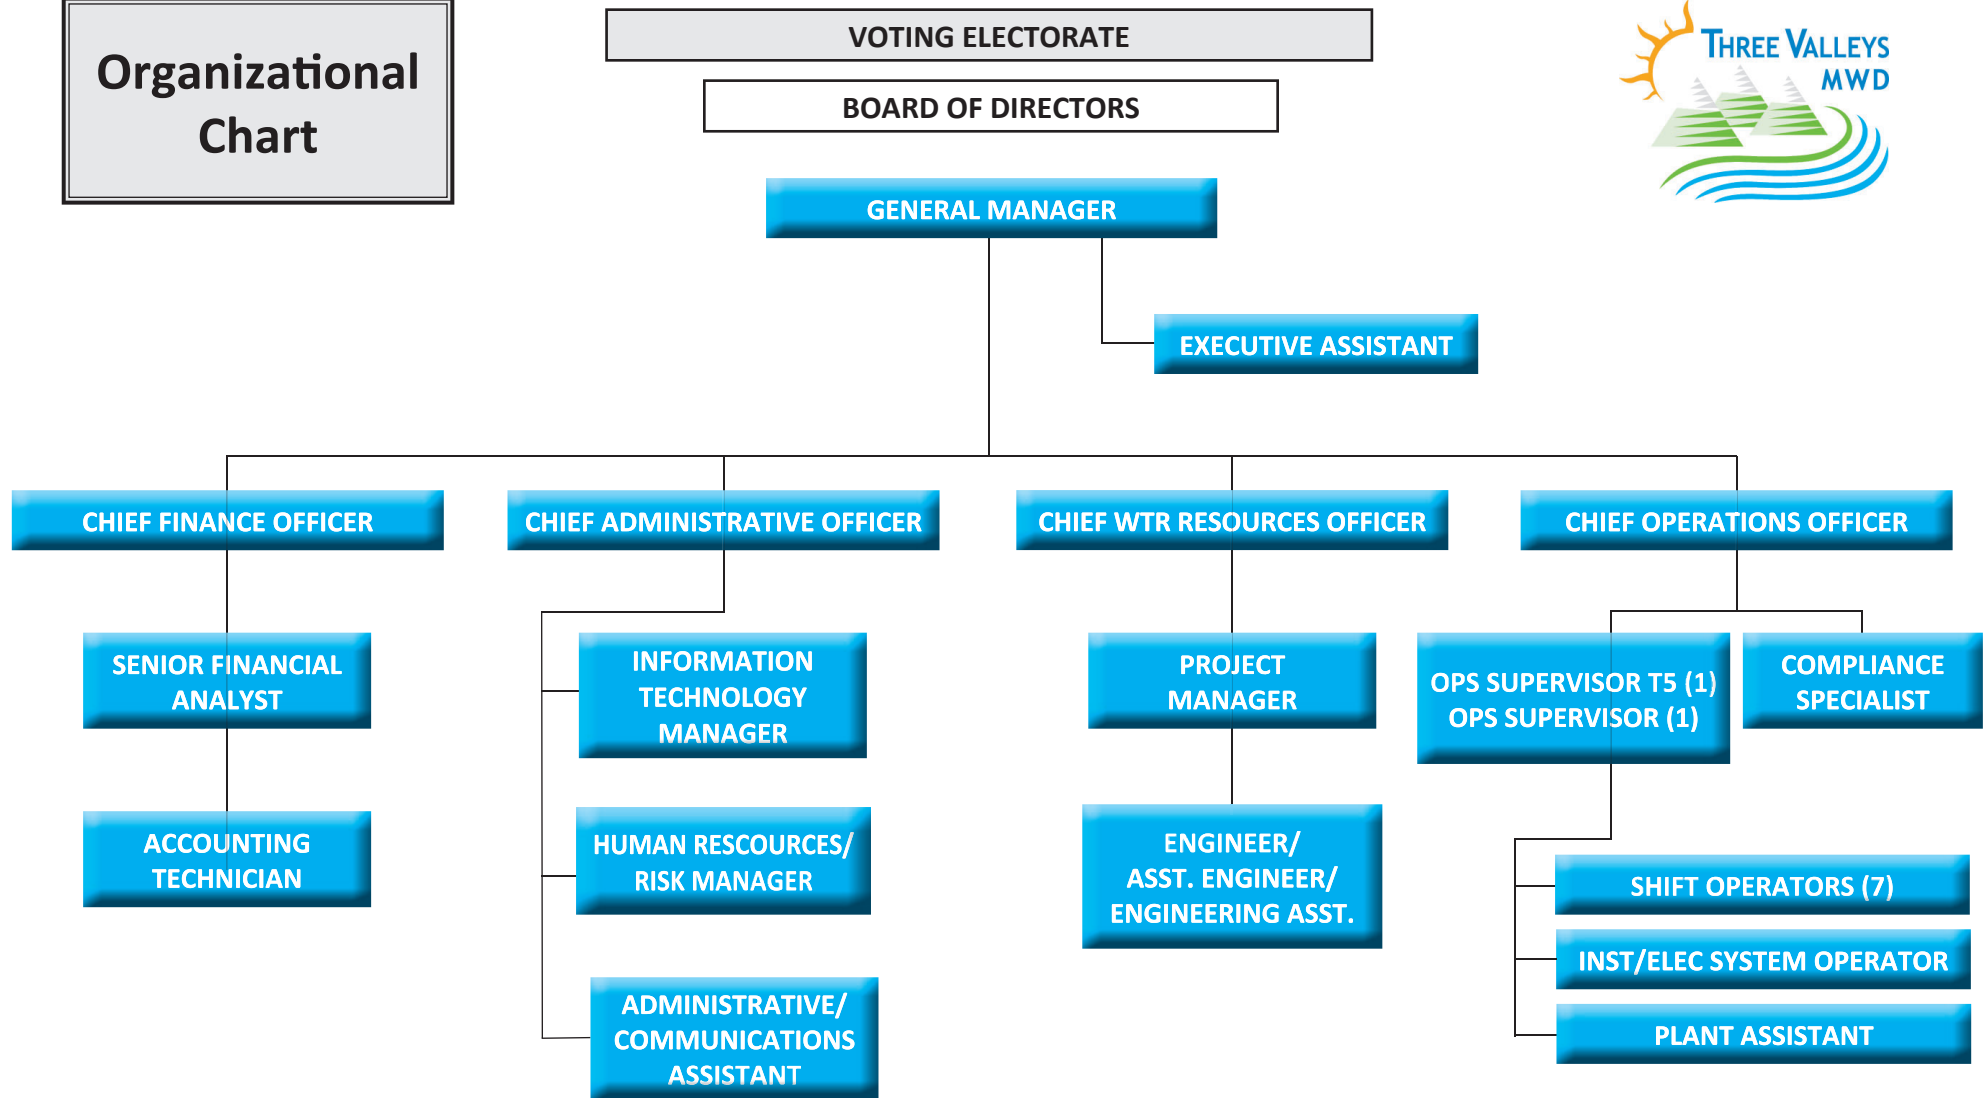 Organizational
Chart
VOTING ELECTORATE
BOARD OF DIRECTORS
THREE VALLEYS
MWD
GENERAL MANAGER
EXECUTIVE ASSISTANT
CHIEF FINANCE OFFICER
CHIEF ADMINISTRATIVE OFFICER
CHIEF WTR RESOURCES OFFICER
CHIEF OPERATIONS OFFICER
SENIOR FINANCIAL
ANALYST
INFORMATION
TECHNOLOGY
MANAGER
PROJECT
MANAGER
OPS SUPERVISOR T5 (1)
OPS SUPERVISOR (1)
COMPLIANCE
SPECIALIST
ACCOUNTING
TECHNICIAN
HUMAN RESCOURCES/
RISK MANAGER
ENGINEER/
ASST. ENGINEER/
ENGINEERING ASST.
SHIFT OPERATORS (7)
INST/ELEC SYSTEM OPERATOR
PLANT ASSISTANT
ADMINISTRATIVE/
COMMUNICATIONS
ASSISTANT